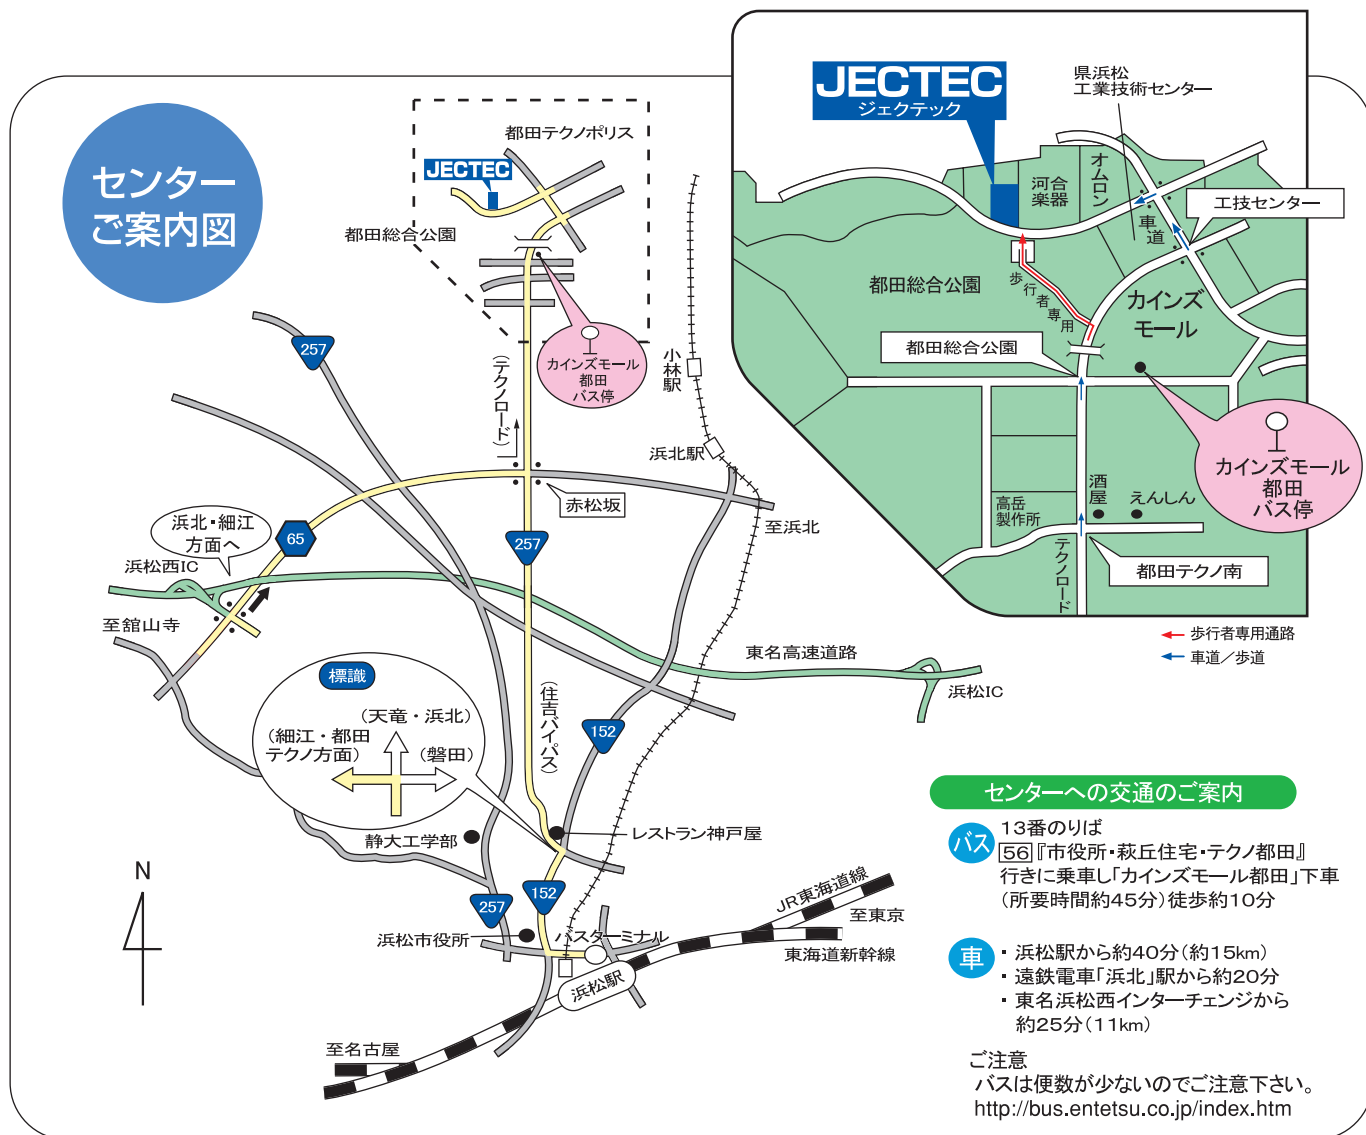 センター
ご案内図
都田テクノポリス
JECTEC
都田総合公園
257
(テクノロード)
カインズモール
都田
バス停
小林駅
浜北駅
赤松坂
至浜北
浜北・細江
方面へ
65
浜松西IC
至舘山寺
257
東名高速道路
浜松IC
標識
(天竜・浜北)
(細江・都田
テクノ方面)
(磐田)
(住吉バイパス)
152
静大工学部
レストラン神戸屋
N
257
152
浜松市役所
バスターミナル
浜松駅
JR東海道線
至東京
東海道新幹線
至名古屋
JECTEC
ジェクテック
県浜松
工業技術センター
河合
楽器
オムロン
車道
工技センター
都田総合公園
歩行者専用
カインズ
モール
都田総合公園
カインズモール
都田
バス停
高岳
製作所
酒屋
えんしん
テクノロード
都田テクノ南
歩行者専用通路
車道／歩道
センターへの交通のご案内
バス
13番のりば
56『市役所・萩丘住宅・テクノ都田』
行きに乗車し「カインズモール都田」下車
(所要時間約45分)徒歩約10分
車
・ 浜松駅から約40分(約15km)
・ 遠鉄電車「浜北」駅から約20分
・ 東名浜松西インターチェンジから
約25分(11km)
ご注意
バスは便数が少ないのでご注意下さい。
http://bus.entetsu.co.jp/index.htm